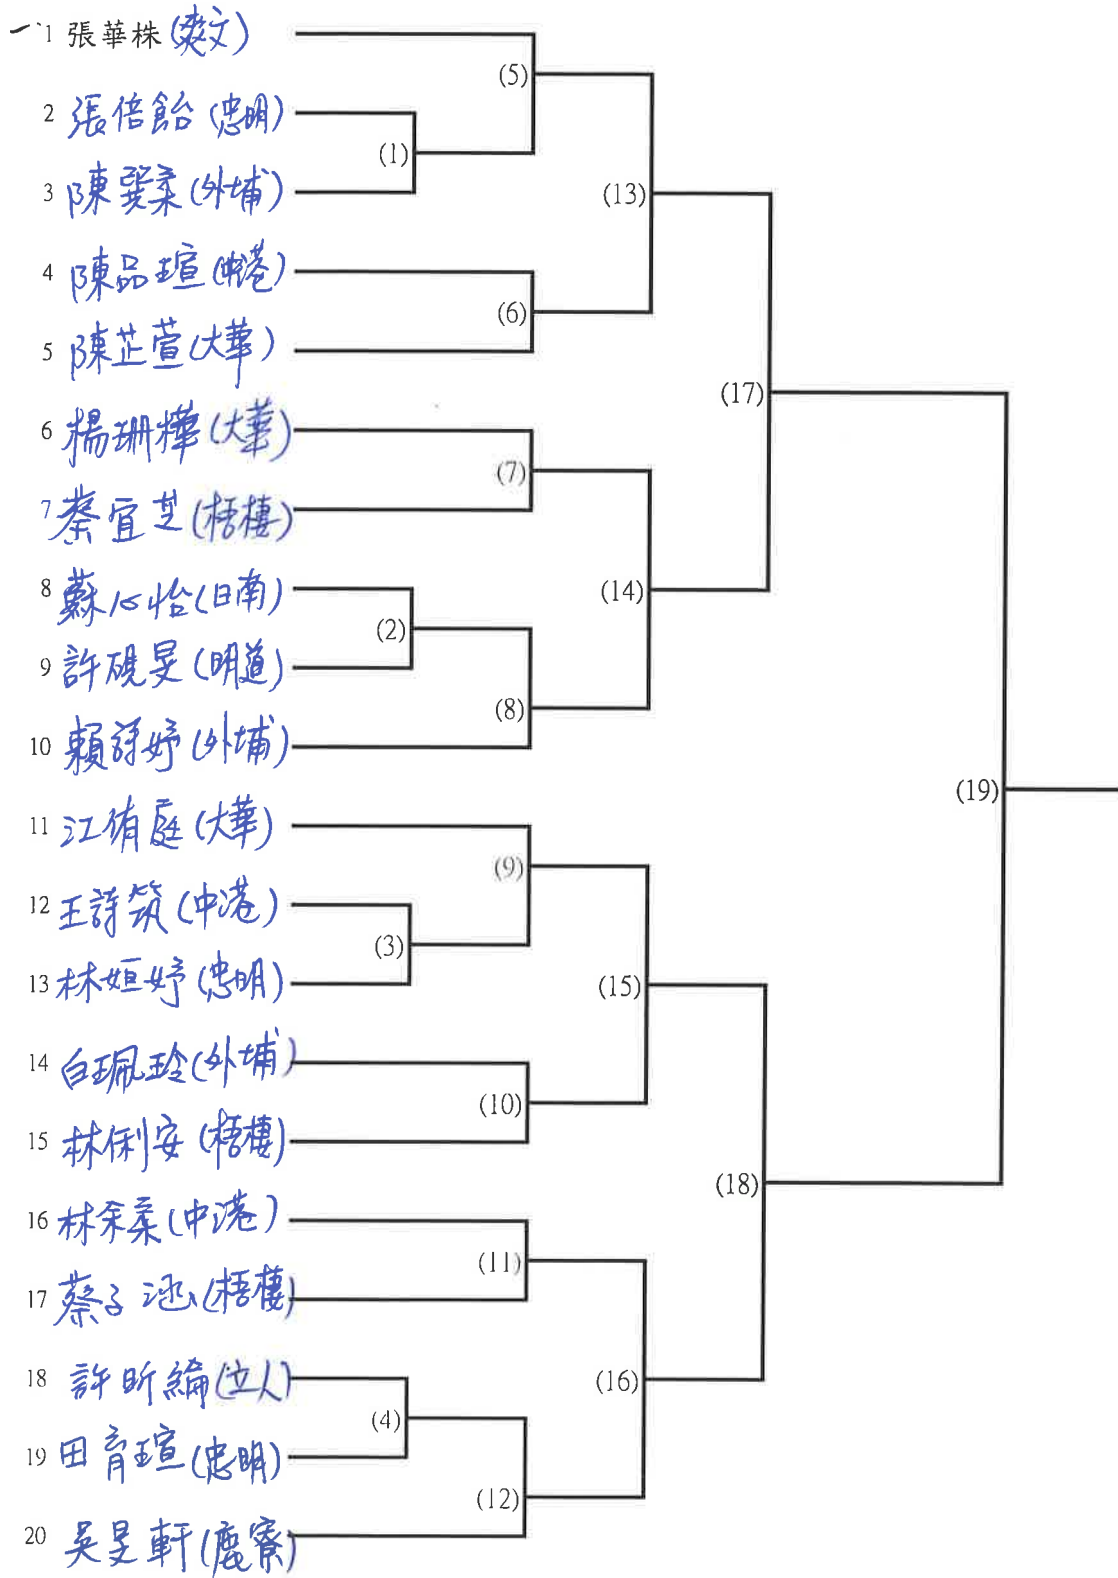 一、1 張華株(爽文)
(5)
2 張倍飴(忠明)
(1)
3 陳巽柔(外埔)
(13)
4 陳品瑄(中港)
(6)
5 陳芷萱(大華)
(17)
6 楊珊樺(大華)
(7)
7 蔡宜芝(梧棲)
8 蘇心怡(日南)
(14)
(2)
9 許硯旻(明道)
(8)
10 賴詩妤(外埔)
(19)
11 江侑庭(大華)
(9)
12 王詩筑(中港)
(3)
13 林姮妤(忠明)
(15)
14 白珮玲(外埔)
(10)
15 林俐安(梧棲)
(18)
16 林余柔(中港)
(11)
17 蔡子涵(梧棲)
18 許昕綸(立人)
(16)
(4)
19 田育瑄(忠明)
(12)
20 吳旻軒(鹿寮)